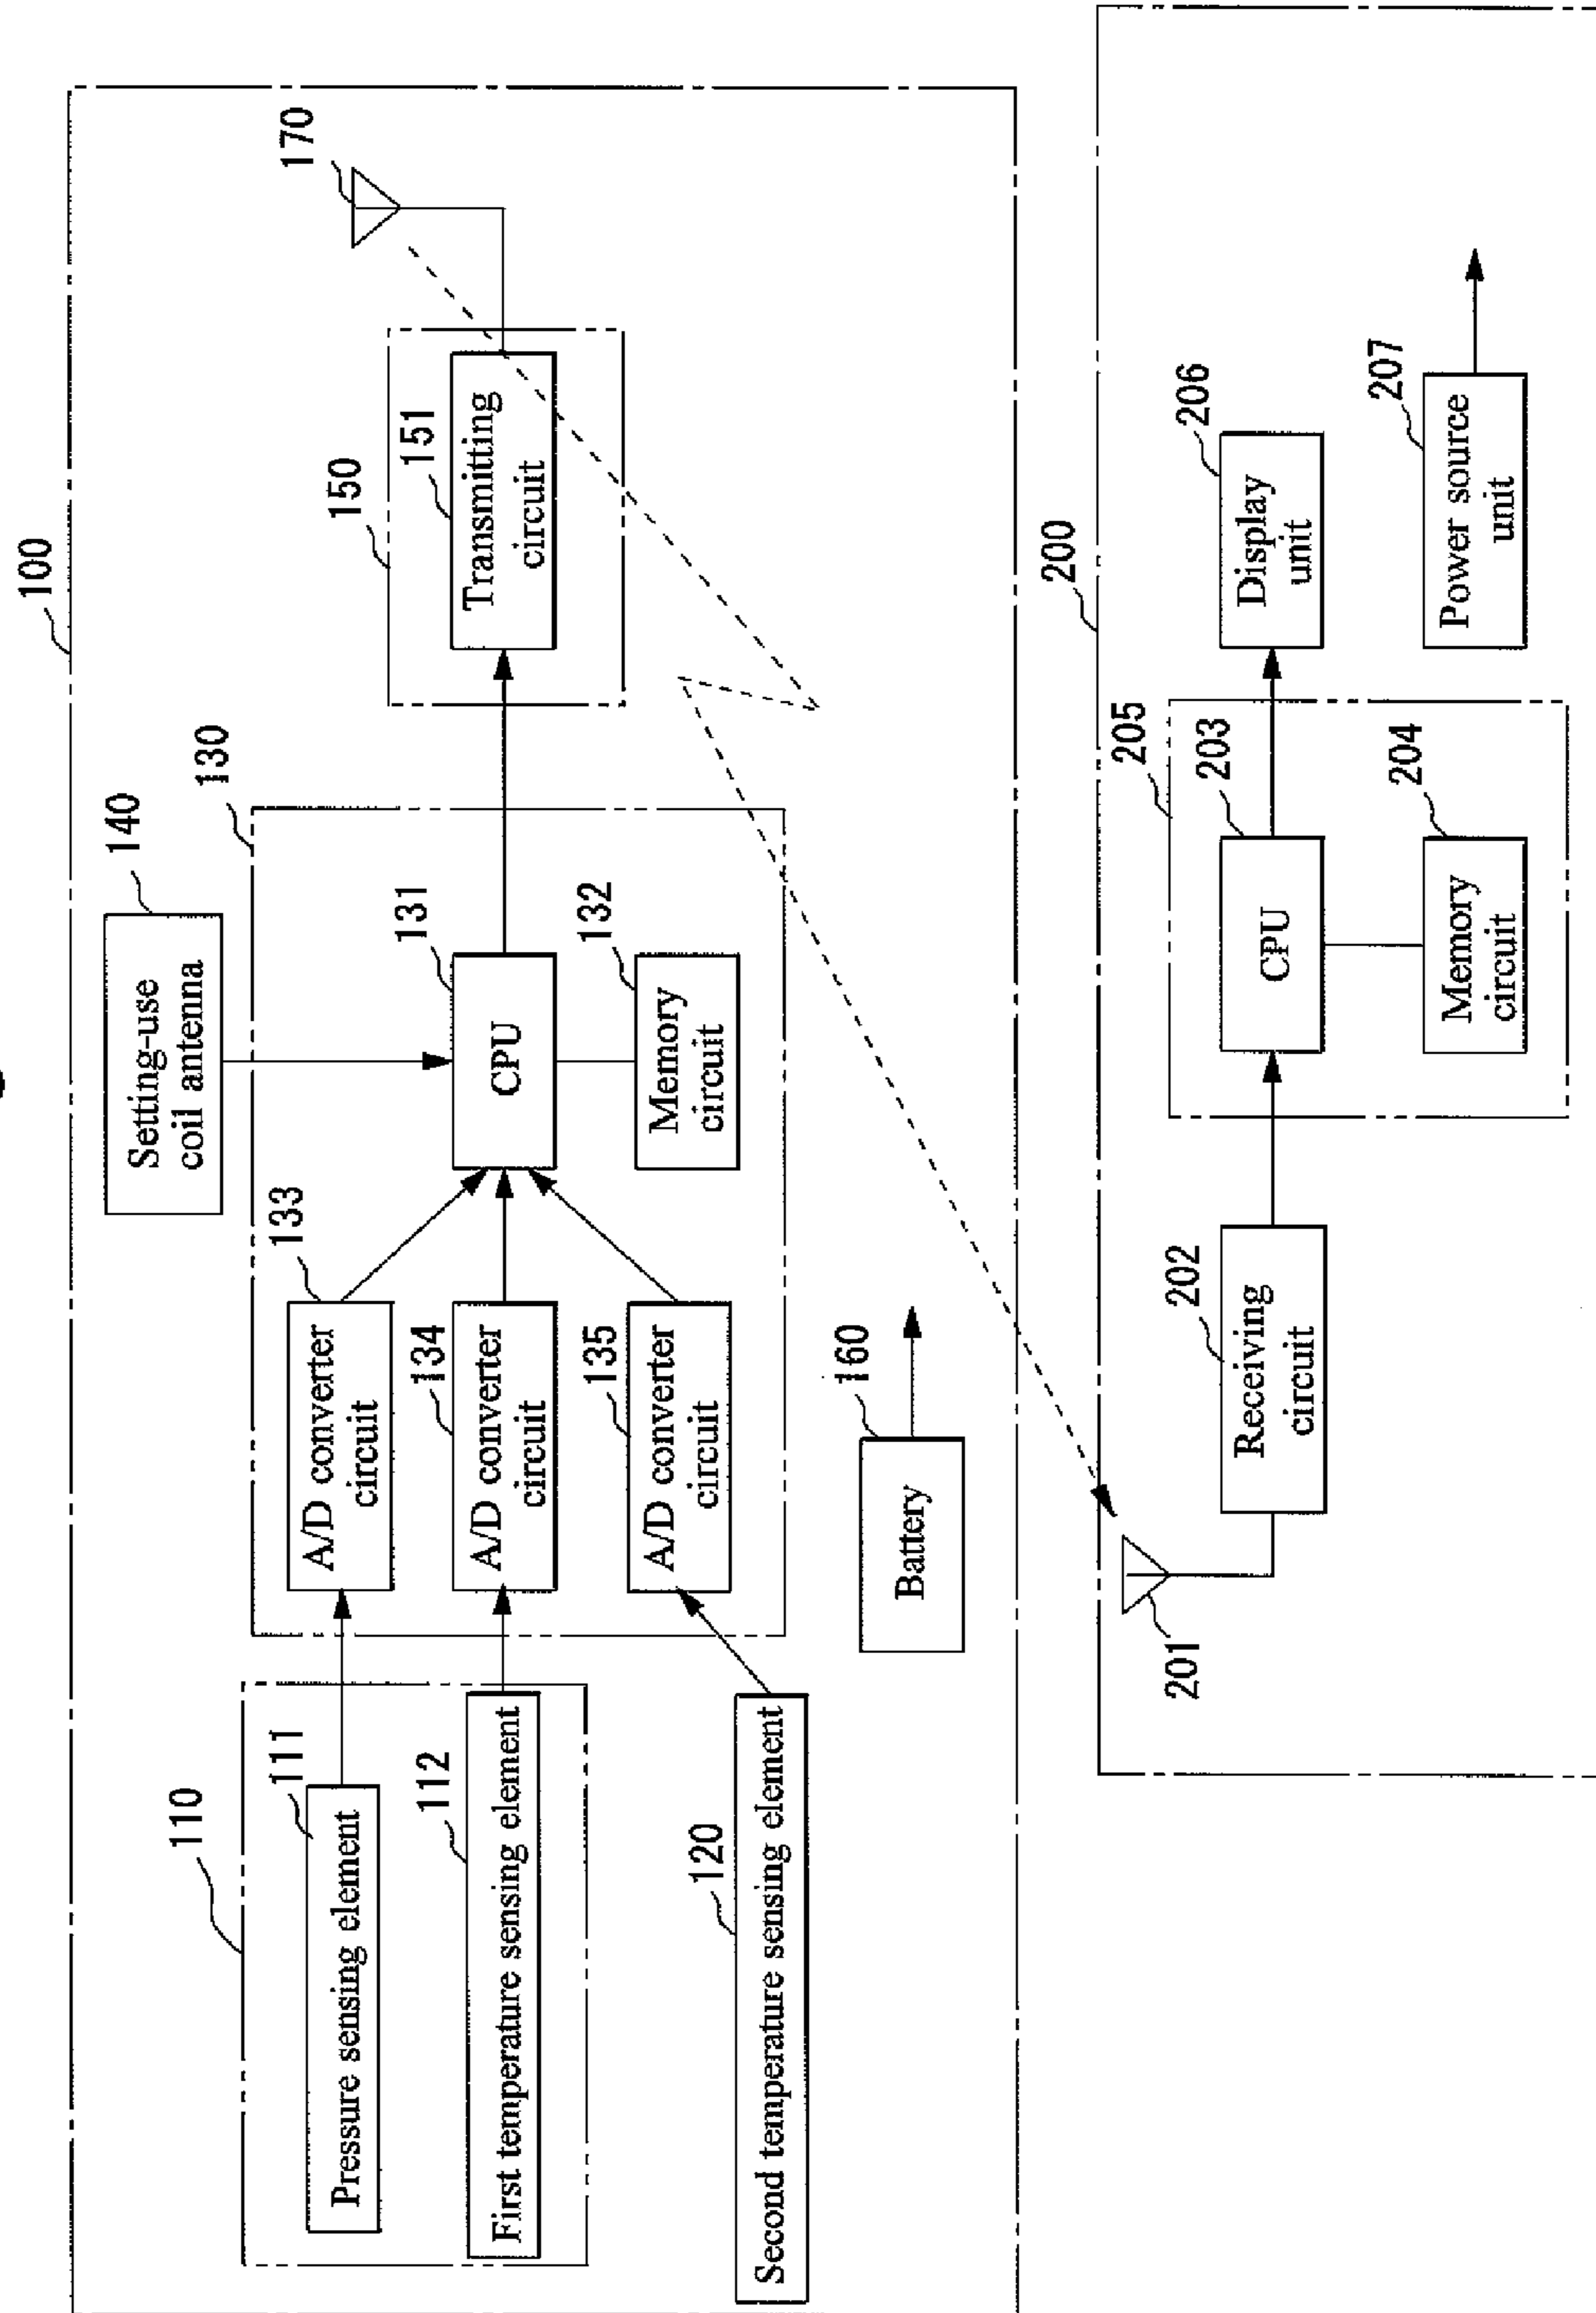 100
110
111
Pressure sensing element
112
First temperature sensing element
120
Second temperature sensing element
130
133
A/D converter
circuit
134
A/D converter
circuit
135
A/D converter
circuit
140
Setting-use
coil antenna
131
CPU
132
Memory
circuit
150
151
Transmitting
circuit
170
160
Battery
200
201
202
Receiving
circuit
205
203
CPU
204
Memory
circuit
206
Display
unit
207
Power source
unit